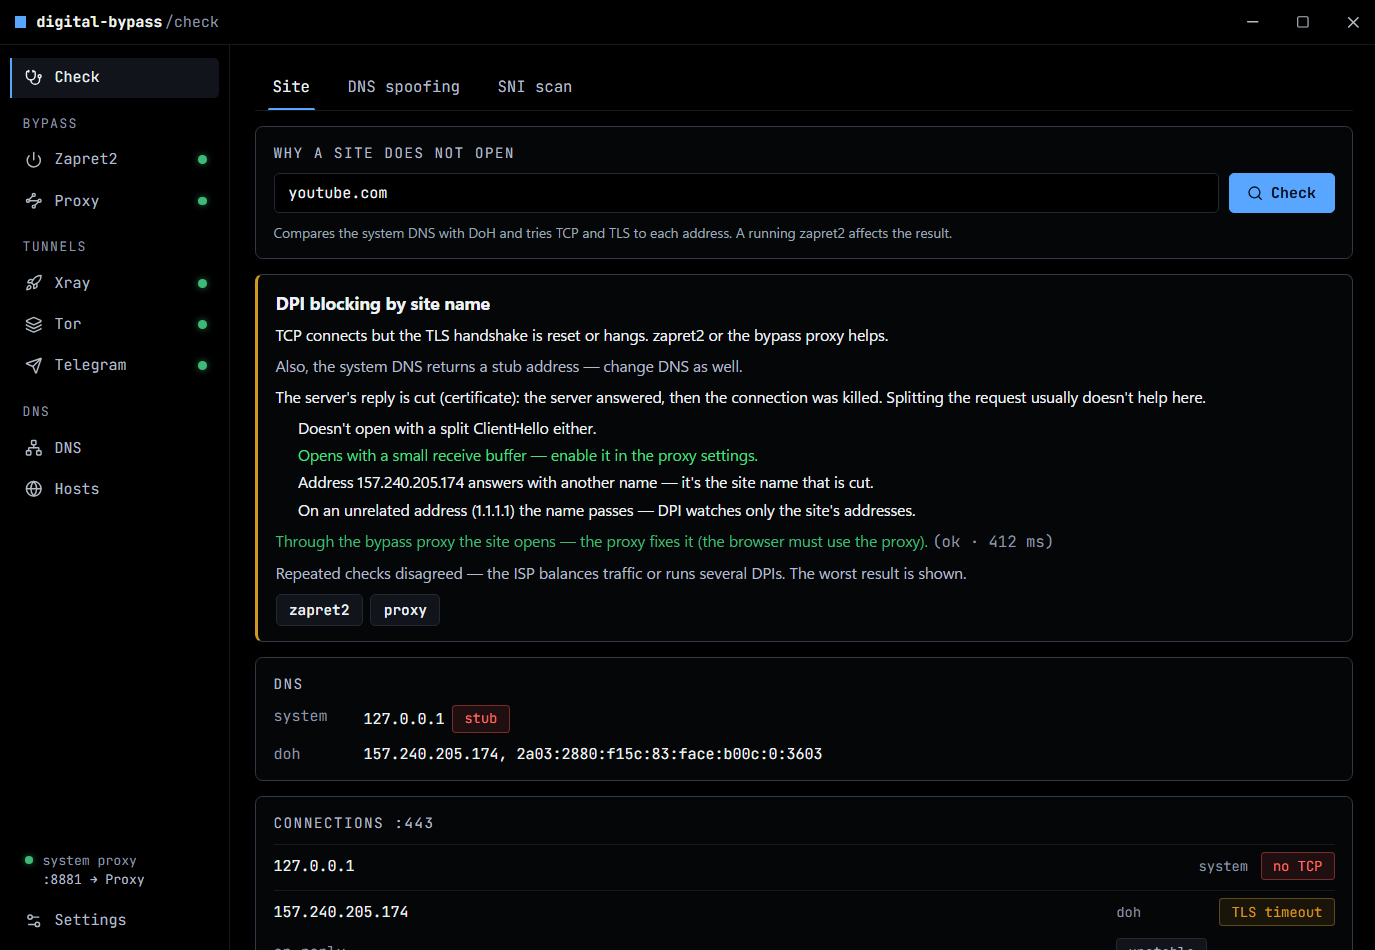 digital-bypass/check
Check
BYPASS
Zapret2
Proxy
TUNNELS
Xray
Tor
Telegram
DNS
DNS
Hosts
system proxy
:8881 → Proxy
Settings
Site DNS spoofing SNI scan
WHY A SITE DOES NOT OPEN
youtube.com
Check
Compares the system DNS with DoH and tries TCP and TLS to each address. A running zapret2 affects the result.
DPI blocking by site name
TCP connects but the TLS handshake is reset or hangs. zapret2 or the bypass proxy helps.
Also, the system DNS returns a stub address — change DNS as well.
The server's reply is cut (certificate): the server answered, then the connection was killed. Splitting the request usually doesn't help here.
Doesn't open with a split ClientHello either.
Opens with a small receive buffer — enable it in the proxy settings.
Address 157.240.205.174 answers with another name — it's the site name that is cut.
On an unrelated address (1.1.1.1) the name passes — DPI watches only the site's addresses.
Through the bypass proxy the site opens — the proxy fixes it (the browser must use the proxy). (ok · 412 ms)
Repeated checks disagreed — the ISP balances traffic or runs several DPIs. The worst result is shown.
zapret2 proxy
DNS
system 127.0.0.1 stub
doh 157.240.205.174, 2a03:2880:f15c:83:face:b00c:0:3603
CONNECTIONS :443
127.0.0.1 system no TCP
157.240.205.174 doh TLS timeout